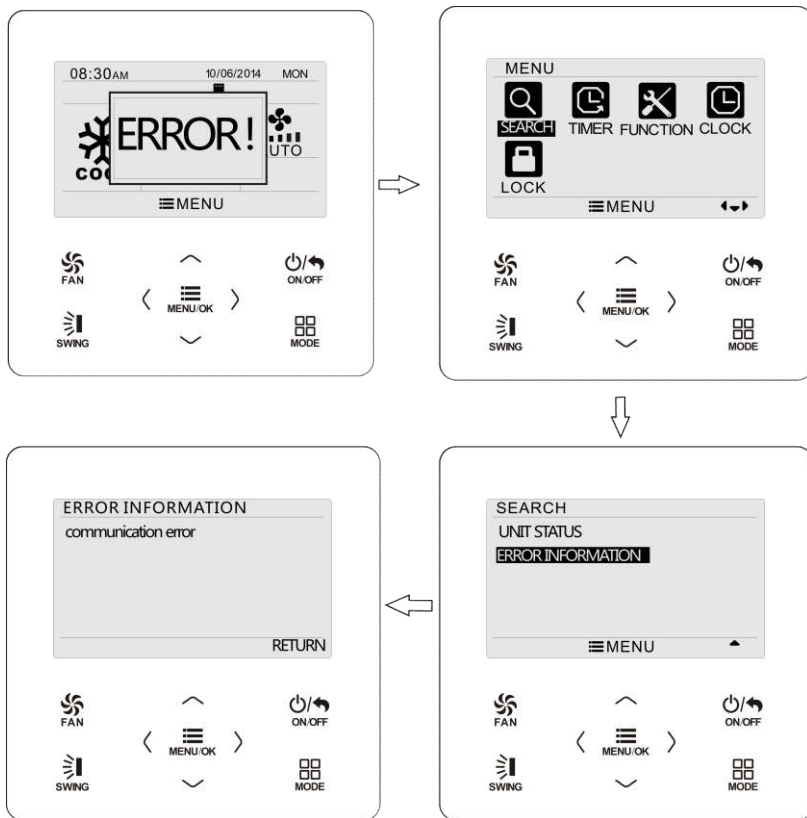 08:30AM 10/06/2014 MON
ERROR!
UTO
COO
MENU
FAN
ON/OFF
MENU/OK
SWING
MODE
MENU
SEARCH TIMER FUNCTION CLOCK
LOCK
MENU
FAN
ON/OFF
MENU/OK
SWING
MODE
ERROR INFORMATION
communication error
RETURN
FAN
ON/OFF
MENU/OK
SWING
MODE
SEARCH
UNIT STATUS
ERROR INFORMATION
MENU
FAN
ON/OFF
MENU/OK
SWING
MODE